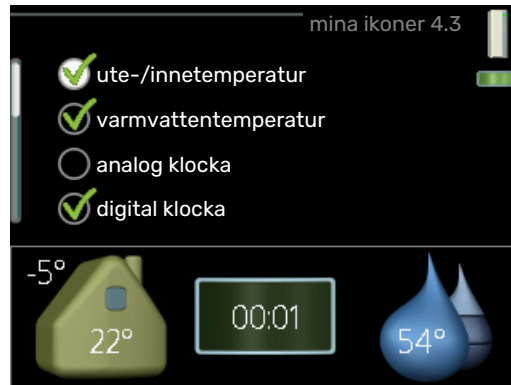 mina ikoner 4.3
ute-/innetemperatur
varmvattentemperatur
analog klocka
digital klocka
-5°
22°
00:01
54°